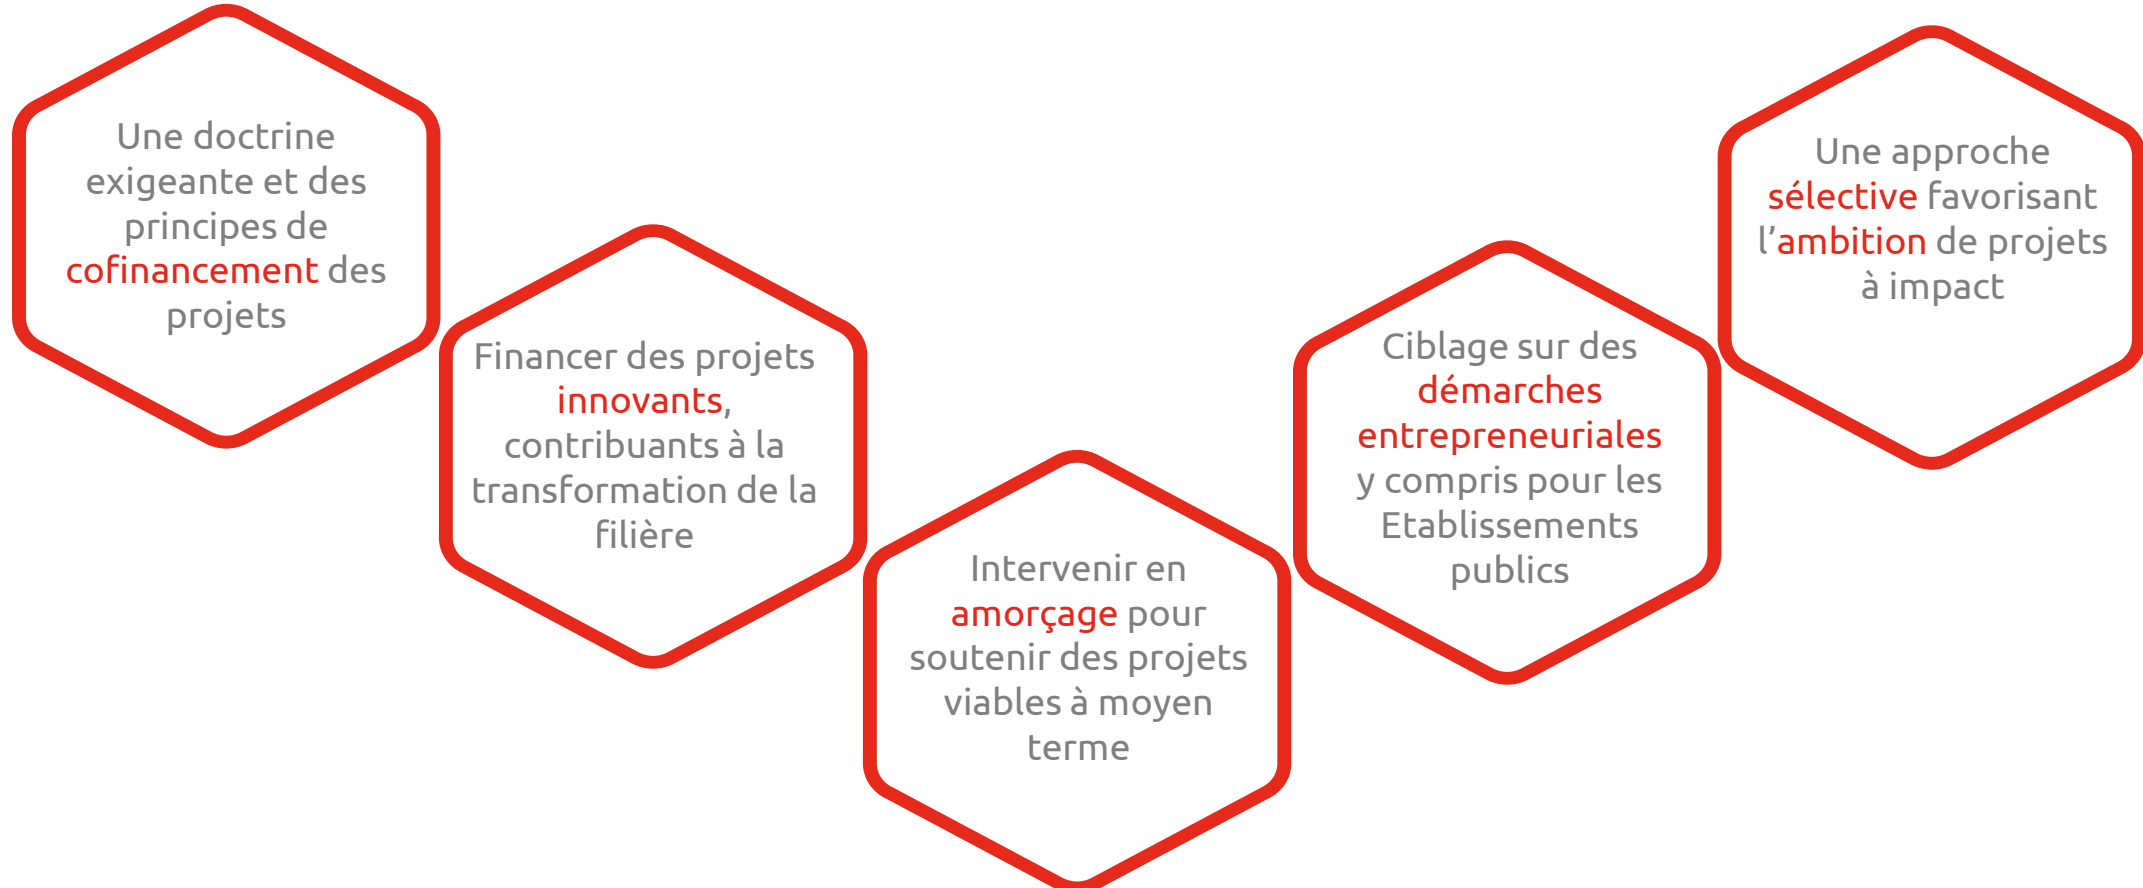 Une doctrine
exigeante et des
principes de
cofinancement des
projets
Financer des projets
innovants,
contribuants à la
transformation de la
filière
Intervenir en
amorçage pour
soutenir des projets
viables à moyen
terme
Ciblage sur des
démarches
entrepreneuriales
y compris pour les
Etablissements
publics
Une approche
sélective favorisant
l’ambition de projets
à impact